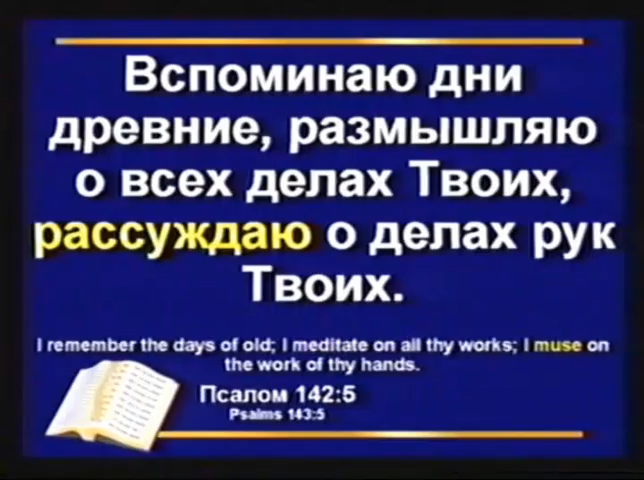 Вспоминаю дни
древние, размышляю
о всех делах Твоих,
рассуждаю о делах рук
Твоих.
I remember the days of old; I meditate on all thy works; I muse on
the work of thy hands.
Псалом 142:5
Psalms 143:5